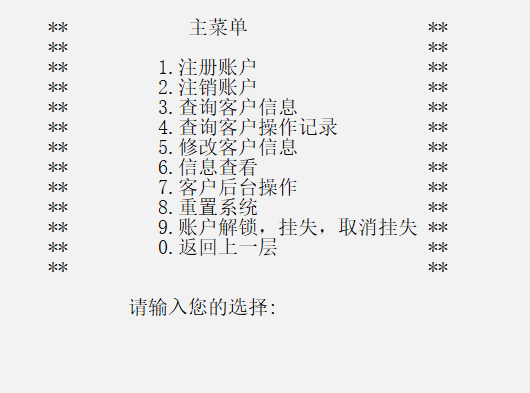 ** 主菜单 **
** **
** 1.注册账户 **
** 2.注销账户 **
** 3.查询客户信息 **
** 4.查询客户操作记录 **
** 5.修改客户信息 **
** 6.信息查看 **
** 7.客户后台操作 **
** 8.重置系统 **
** 9.账户解锁，挂失，取消挂失 **
** 0.返回上一层 **
** **
请输入您的选择: